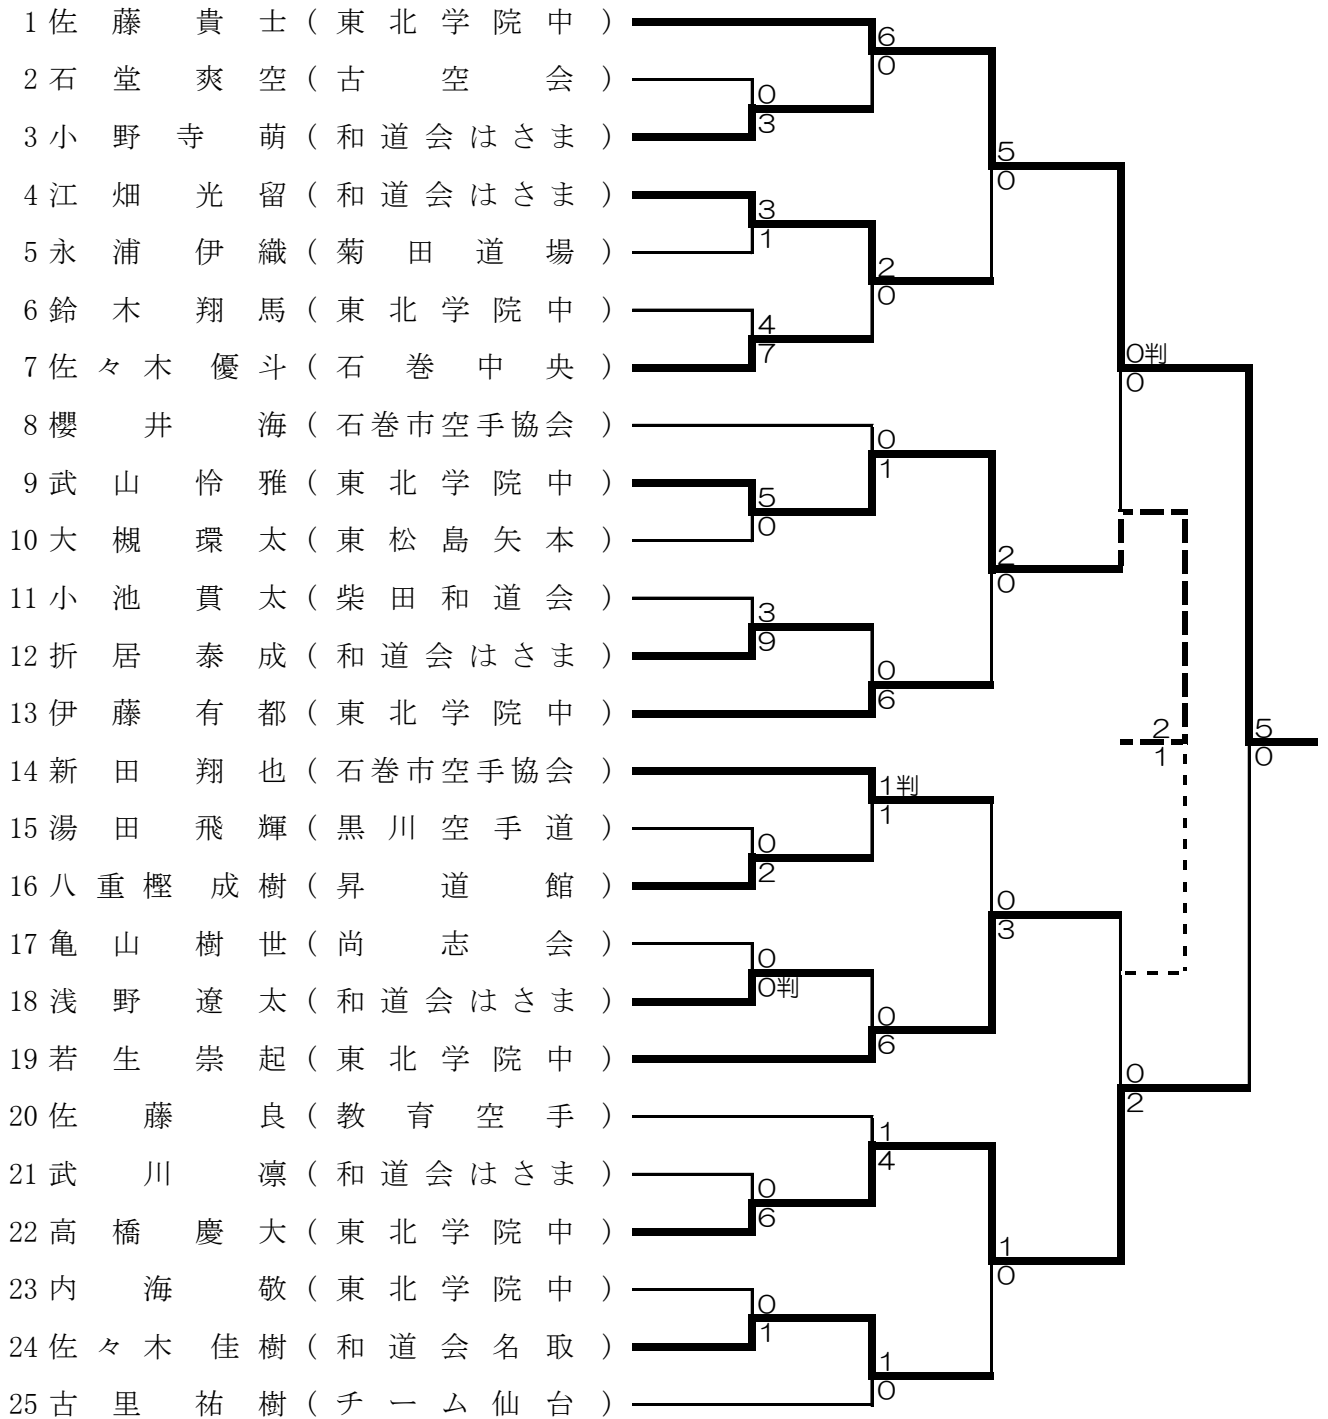 1 佐藤貴士(東北学院中)
2 石堂爽空(古空会)
3 小野寺萌(和道会はさま)
4 江畑光留(和道会はさま)
5 永浦伊織(菊田道場)
6 鈴木翔馬(東北学院中)
7 佐々木優斗(石巻中央)
8 櫻井海(石巻市空手協会)
9 武山怜雅(東北学院中)
10 大槻環太(東松島矢本)
11 小池貫太(柴田和道会)
12 折居泰成(和道会はさま)
13 伊藤有都(東北学院中)
14 新田翔也(石巻市空手協会)
15 湯田飛輝(黒川空手道)
16 八重樫成樹(昇道館)
17 亀山樹世(尚志会)
18 浅野遼太(和道会はさま)
19 若生崇起(東北学院中)
20 佐藤良(教育空手)
21 武川凛(和道会はさま)
22 高橋慶大(東北学院中)
23 内海敬(東北学院中)
24 佐々木佳樹(和道会名取)
25 古里祐樹(チーム仙台)
0
3
3
1
4
7
5
0
3
9
0
2
0
0判
0
6
0
1
6
0
2
0
0
1
0
6
1判
1
0
6
1
4
1
0
5
0
2
0
0
3
1
0
0判
0
0
2
2
1
5
0